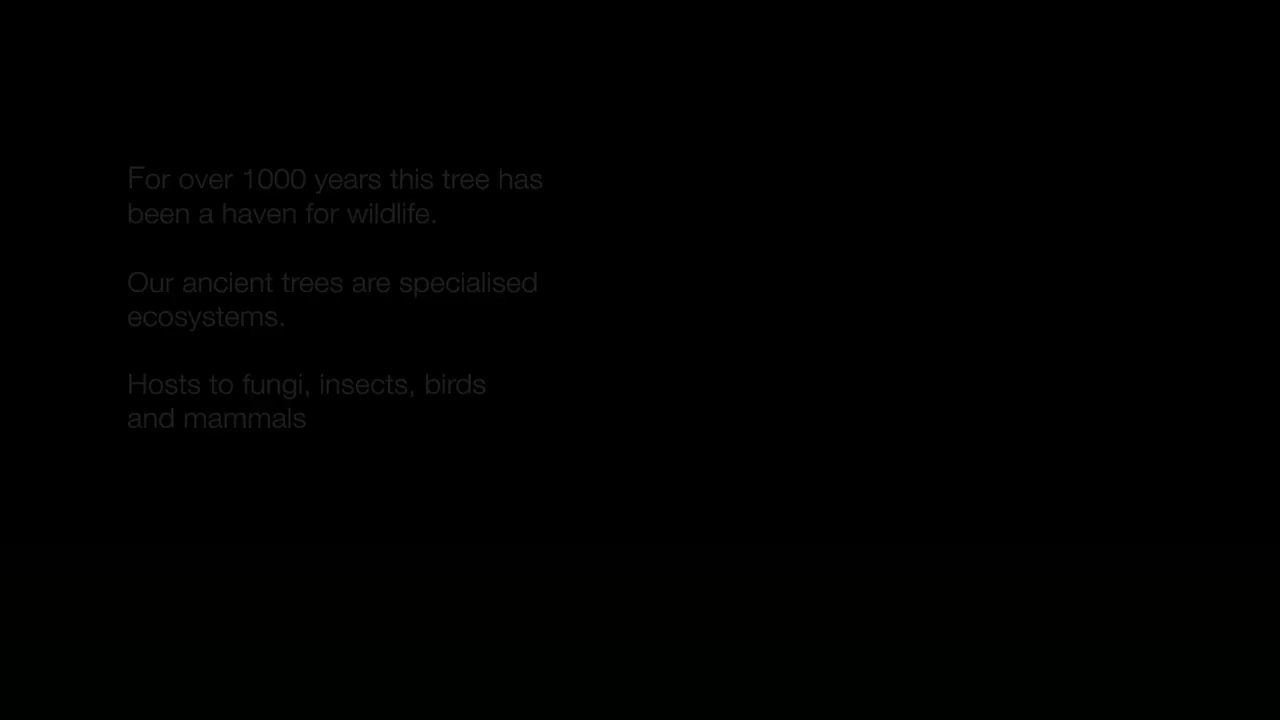 For over 1000 years this tree has
been a haven for wildlife.
Our ancient trees are specialised
ecosystems.
Hosts to fungi, insects, birds
and mammals